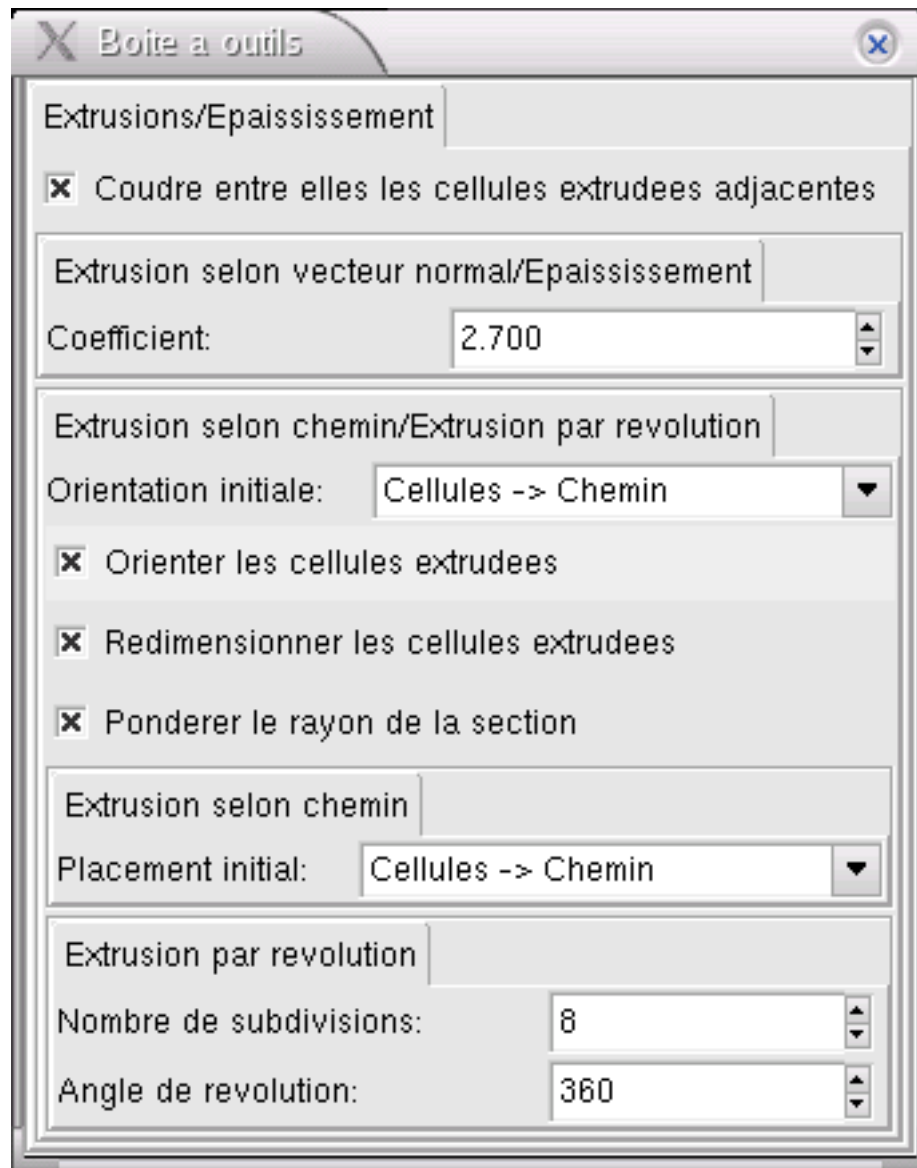 Boite a outils
Extrusions/Epaississement
Coudre entre elles les cellules extrudees adjacentes
Extrusion selon vecteur normal/Epaississement
Coefficient: 2.700
Extrusion selon chemin/Extrusion par revolution
Orientation initiale: Cellules -> Chemin
Orienter les cellules extrudees
Redimensionner les cellules extrudees
Ponderer le rayon de la section
Extrusion selon chemin
Placement initial: Cellules -> Chemin
Extrusion par revolution
Nombre de subdivisions: 8
Angle de revolution: 360